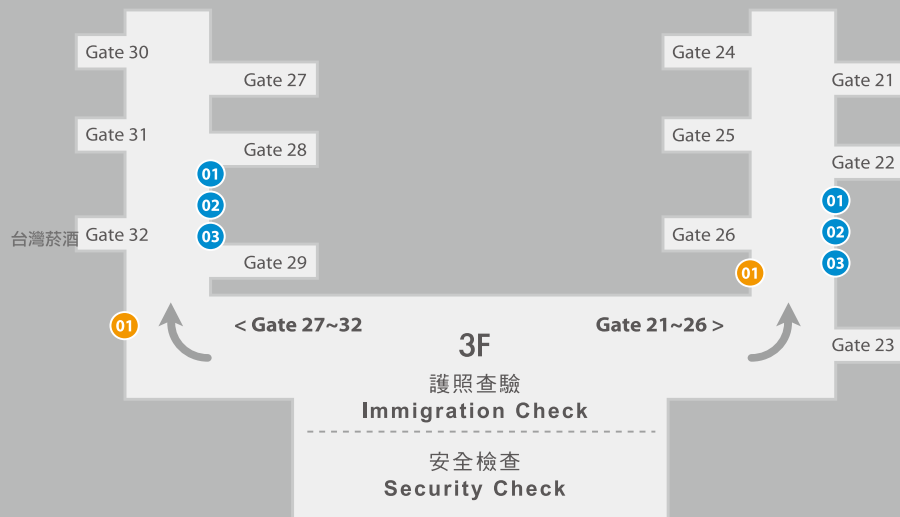 Gate 30
Gate 27
Gate 31
Gate 28
01
02
台灣菸酒 Gate 32
03
Gate 29
01
Gate 24
Gate 21
Gate 25
Gate 22
01
Gate 26
02
03
01
Gate 23
< Gate 27~32
Gate 21~26 >
3F
護照查驗
Immigration Check
安全檢查
Security Check